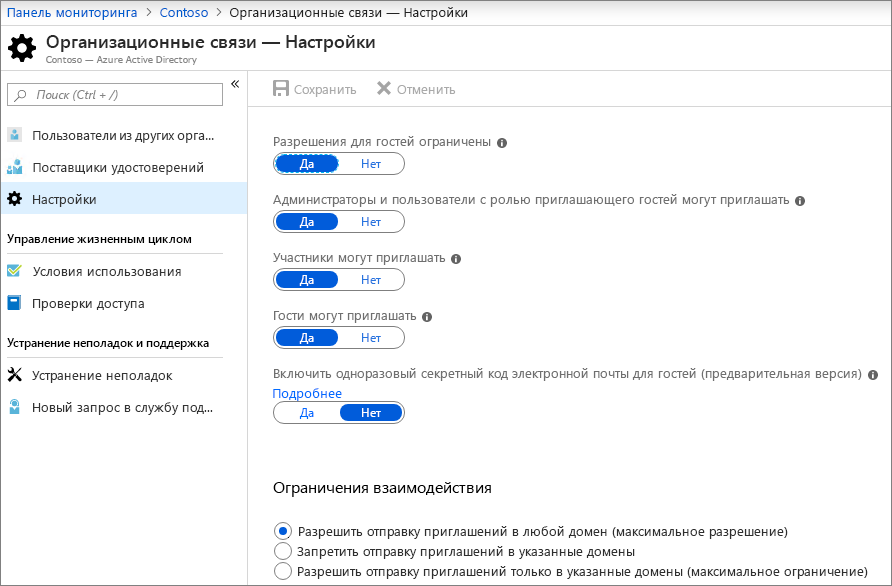 Панель мониторинга > Contoso > Организационные связи — Настройки
Организационные связи — Настройки
Contoso — Azure Active Directory
Поиск (Ctrl + /)
«
Пользователи из других орга...
Поставщики удостоверений
Настройки
Управление жизненным циклом
Условия использования
Проверки доступа
Устранение неполадок и поддержка
Устранение неполадок
Новый запрос в службу под...
Сохранить Отменить
Разрешения для гостей ограничены
Да Нет
Администраторы и пользователи с ролью приглашающего гостей могут приглашать
Да Нет
Участники могут приглашать
Да Нет
Гости могут приглашать
Да Нет
Включить одноразовый секретный код электронной почты для гостей (предварительная версия)
Подробнее
Да Нет
Ограничения взаимодействия
Разрешить отправку приглашений в любой домен (максимальное разрешение)
Запретить отправку приглашений в указанные домены
Разрешить отправку приглашений только в указанные домены (максимальное ограничение)